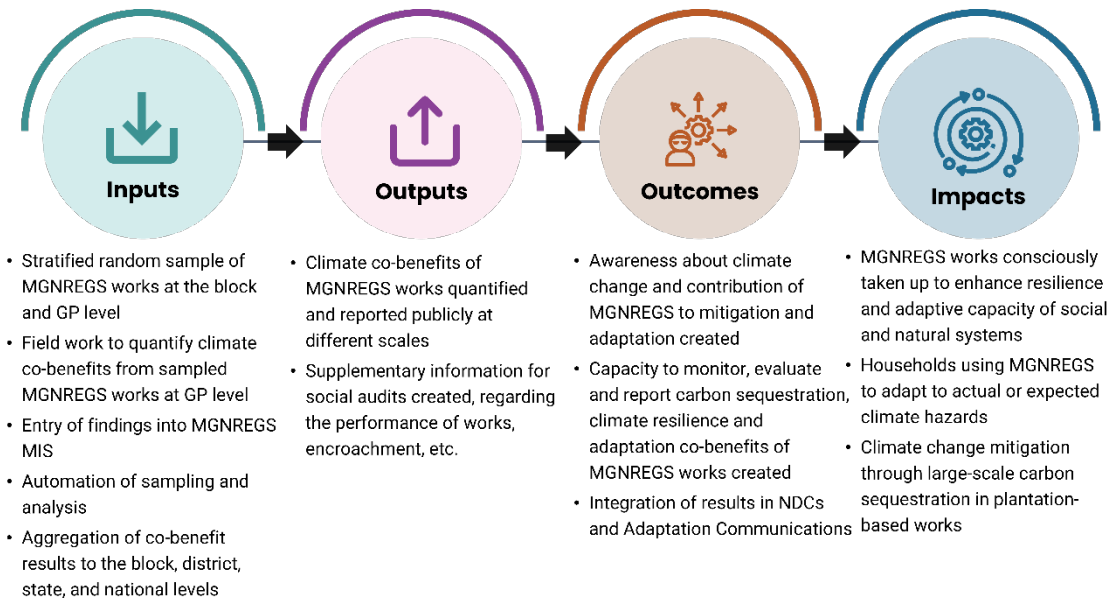 Inputs
• Stratified random sample of
MGNREGS works at the block
and GP level
• Field work to quantify climate
co-benefits from sampled
MGNREGS works at GP level
• Entry of findings into MGNREGS
MIS
• Automation of sampling and
analysis
• Aggregation of co-benefit
results to the block, district,
state, and national levels
Outputs
• Climate co-benefits of
MGNREGS works quantified
and reported publicly at
different scales
• Supplementary information for
social audits created, regarding
the performance of works,
encroachment, etc.
Outcomes
• Awareness about climate
change and contribution of
MGNREGS to mitigation and
adaptation created
• Capacity to monitor, evaluate
and report carbon sequestration,
climate resilience and
adaptation co-benefits of
MGNREGS works created
• Integration of results in NDCs
and Adaptation Communications
Impacts
• MGNREGS works consciously
taken up to enhance resilience
and adaptive capacity of social
and natural systems
• Households using MGNREGS
to adapt to actual or expected
climate hazards
• Climate change mitigation
through large-scale carbon
sequestration in plantation-
based works